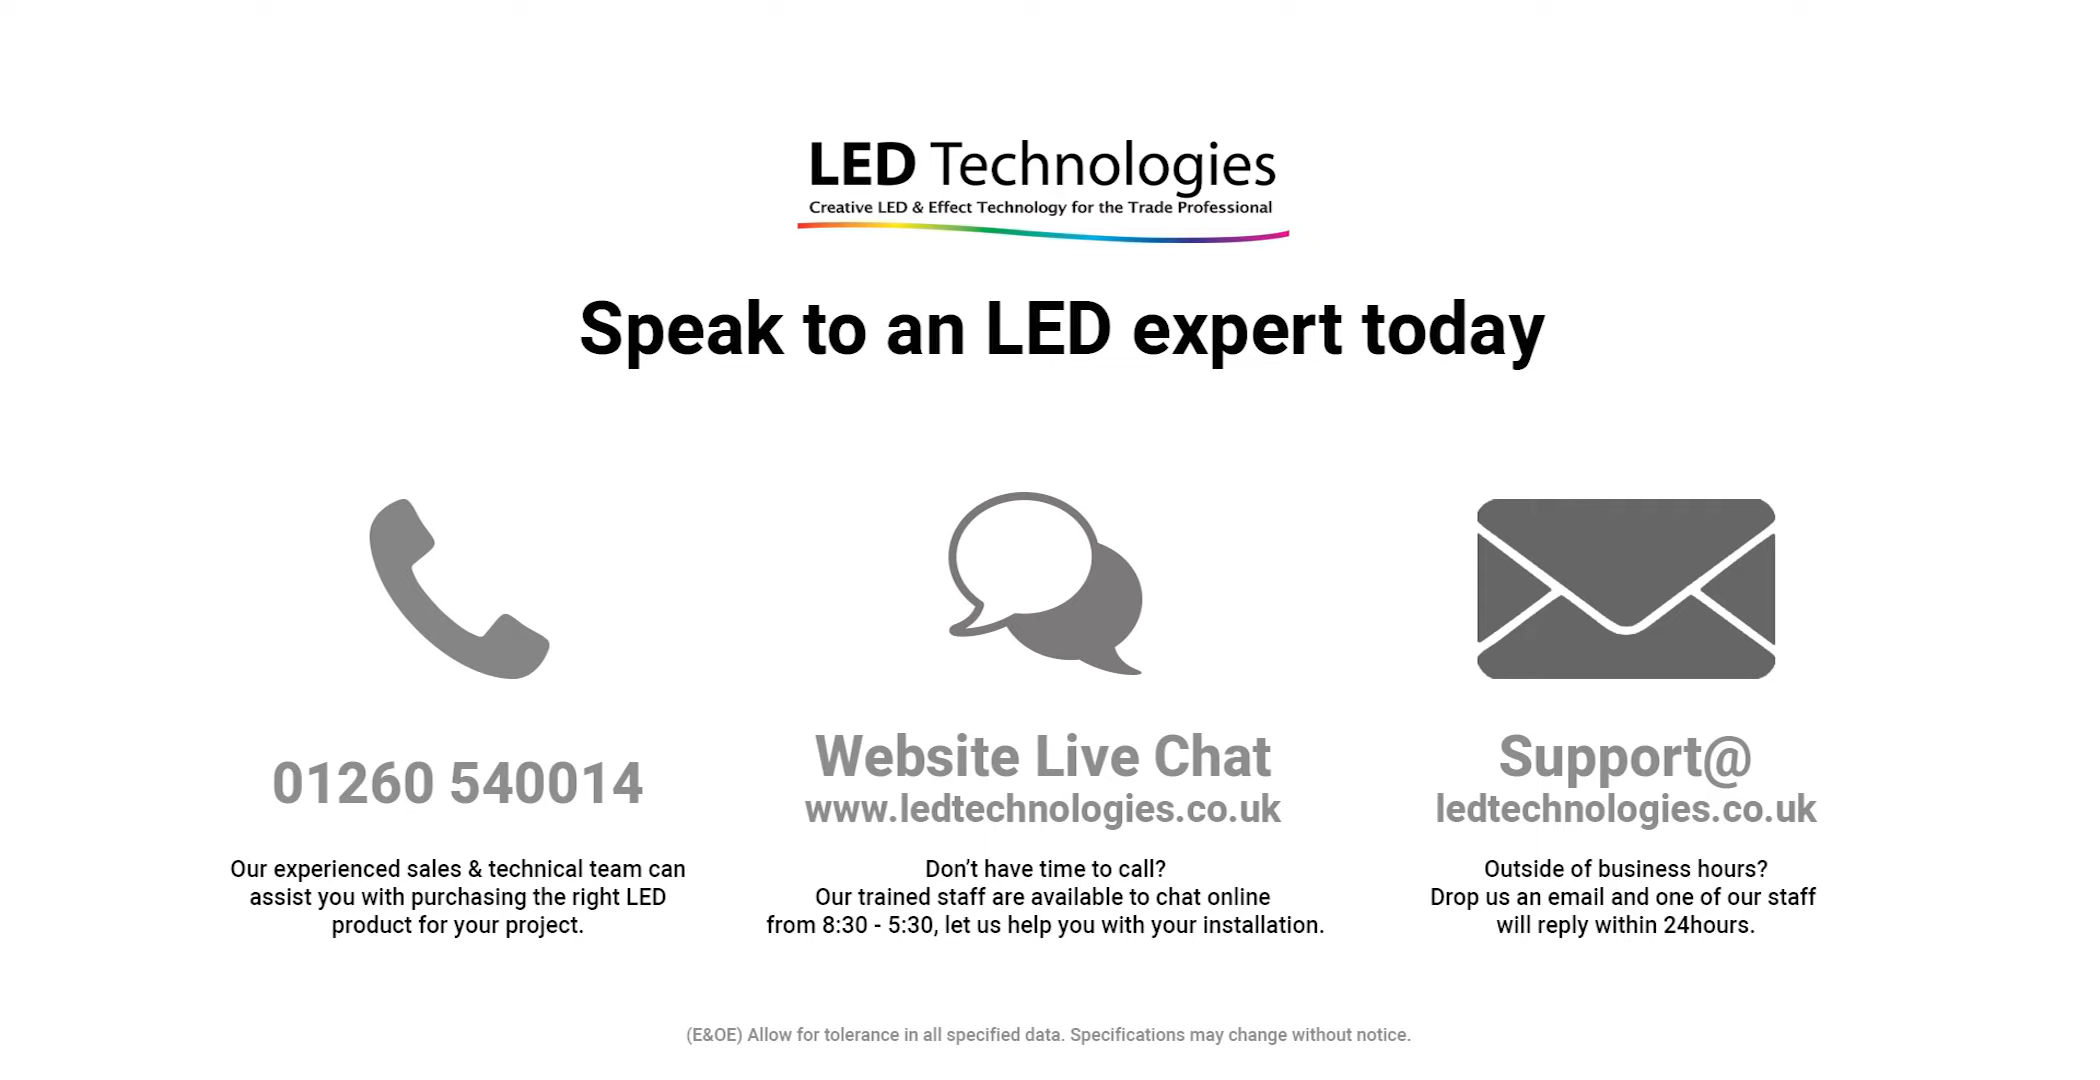 LED Technologies
Creative LED & Effect Technology for the Trade Professional
Speak to an LED expert today
01260 540014
Our experienced sales & technical team can
assist you with purchasing the right LED
product for your project.
Website Live Chat
www.ledtechnologies.co.uk
Don’t have time to call?
Our trained staff are available to chat online
from 8:30 - 5:30, let us help you with your installation.
Support@
ledtechnologies.co.uk
Outside of business hours?
Drop us an email and one of our staff
will reply within 24hours.
(E&OE) Allow for tolerance in all specified data. Specifications may change without notice.